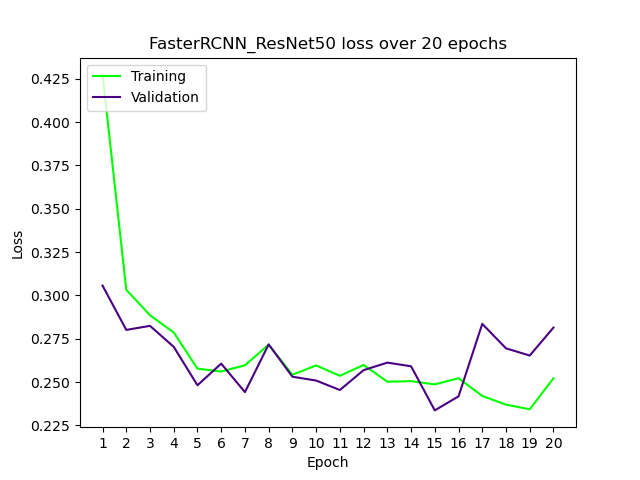 FasterRCNN_ResNet50 loss over 20 epochs
Training
Validation
0.425
0.400
0.375
0.350
0.325
0.300
0.275
0.250
0.225
Loss
1 2 3 4 5 6 7 8 9 10 11 12 13 14 15 16 17 18 19 20
Epoch